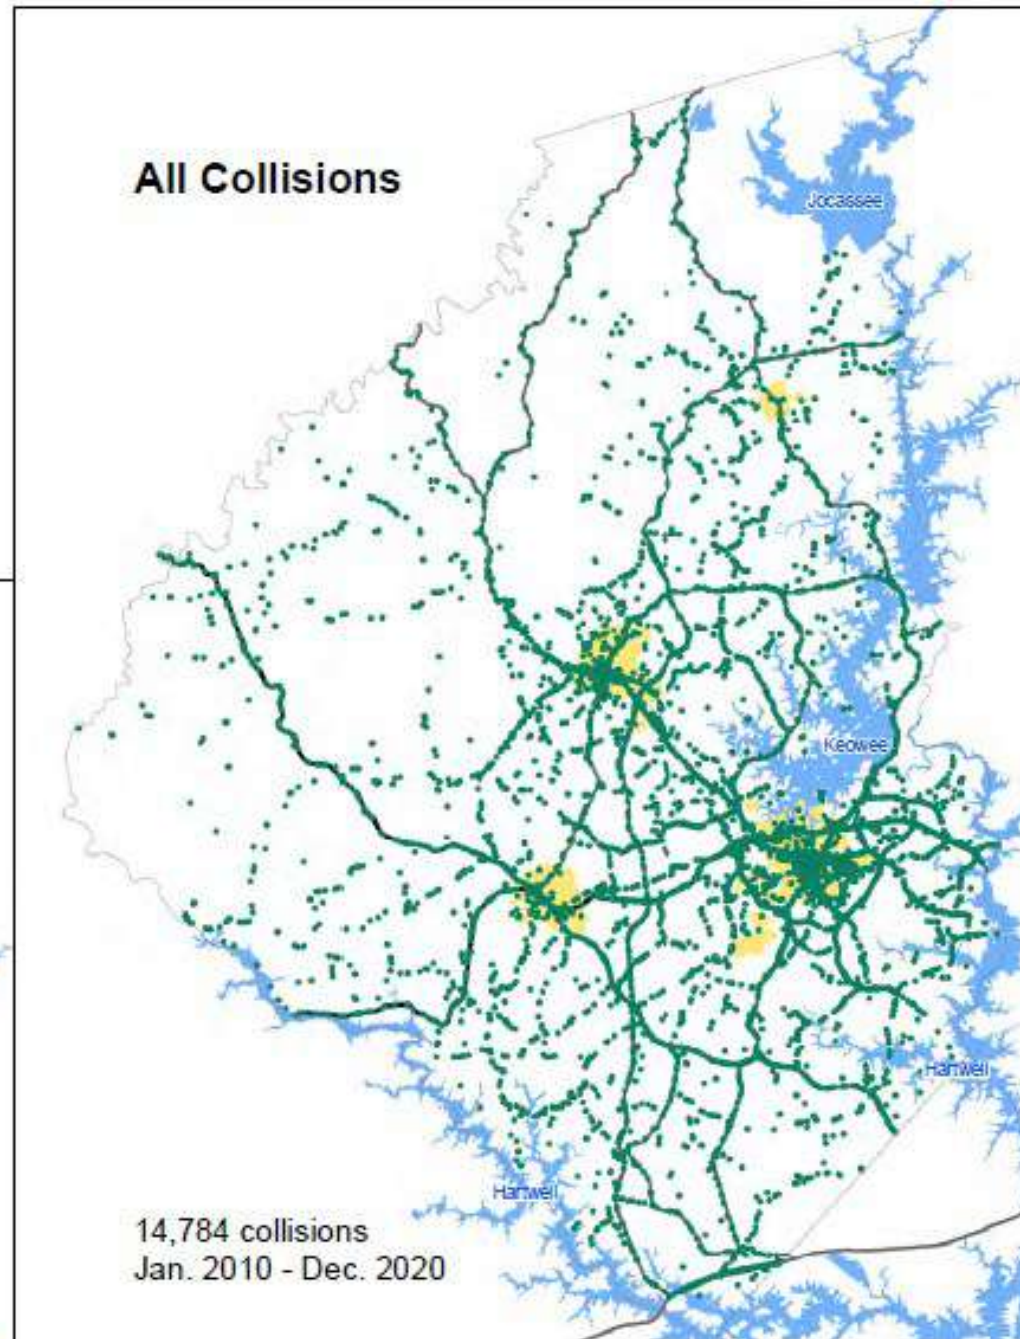 All Collisions
Jocassee
Keowee
Hartwell
Hartwell
14,784 collisions
Jan. 2010 - Dec. 2020